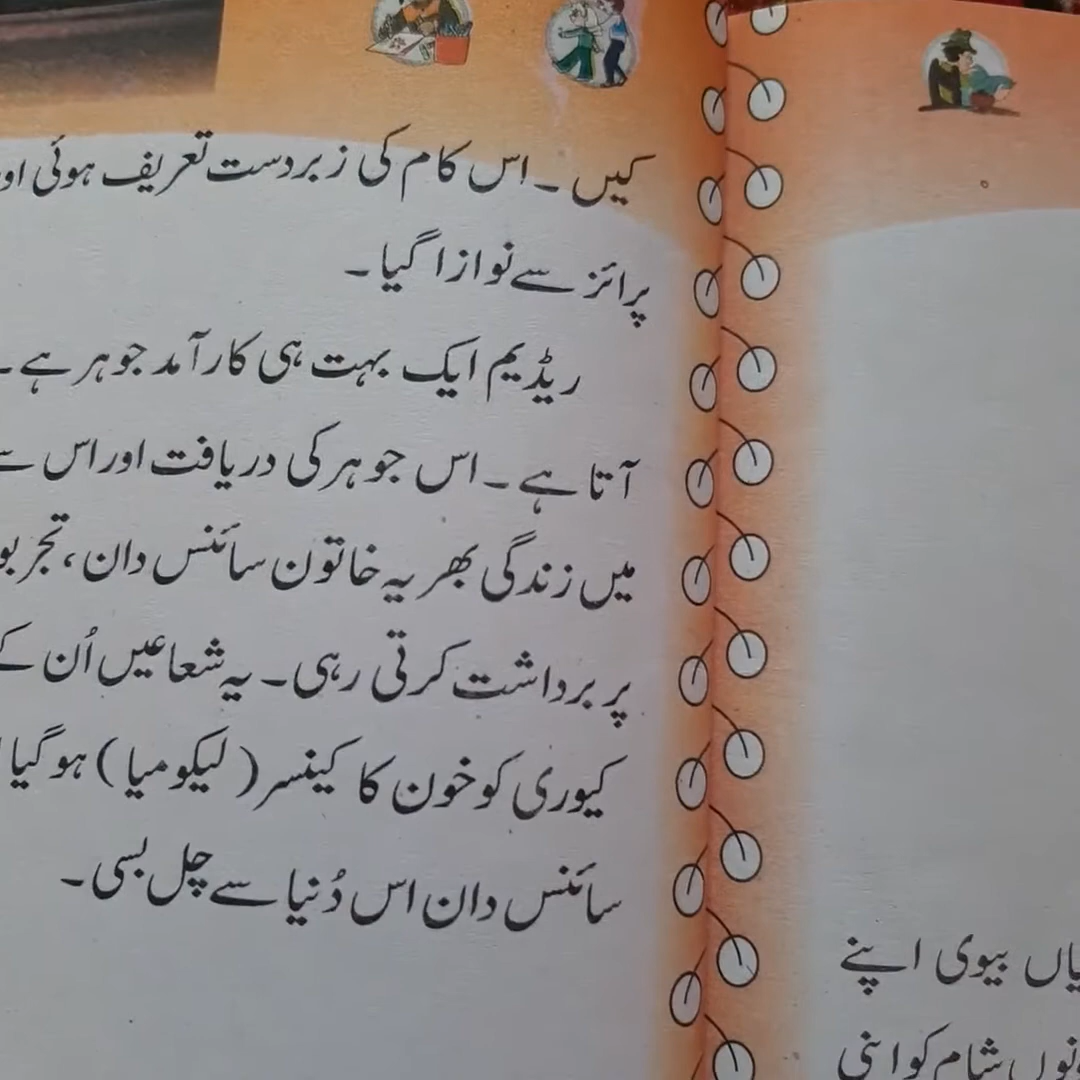 کیں ۔ اس کام کی زبردست تعریف ہوئی
پرائز سے نوازا گیا ۔
ریڈیم ایک بہت ہی کارآمد جوہر ہے ۔
آتا ہے ۔ اس جوہر کی دریافت اور اس
میں زندگی بھر یہ خاتون سائنس دان ،
پر برداشت کرتی رہی ۔ یہ شعاعیں اُن
کیوری کو خون کا کینسر ( لیکومیا ) ہو گیا
سائنس دان اس دُنیا سے چل بسی ۔
بیوی اپنے
شام کو اپنی